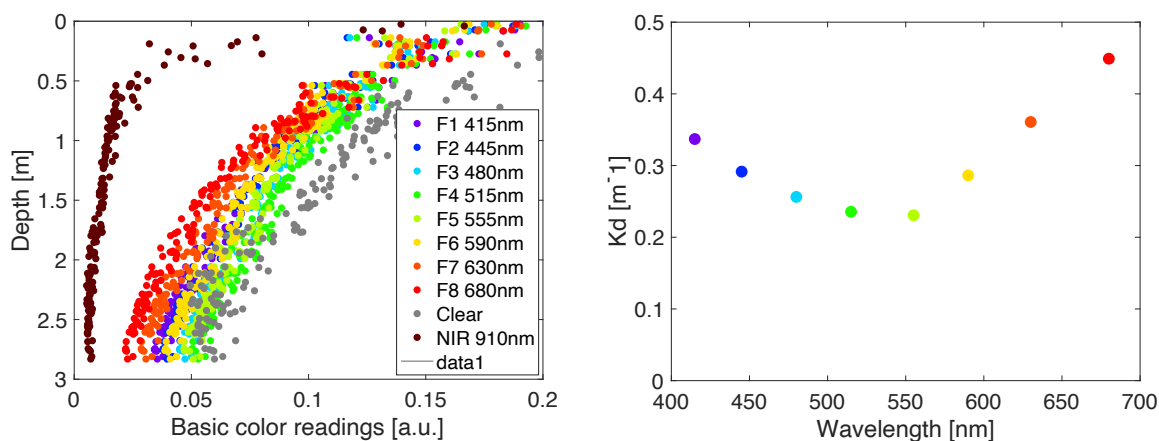 0
0.5
1
1.5
2
2.5
3
Depth [m]
0
0.05
0.1
0.15
0.2
Basic color readings [a.u.]
F1 415nm
F2 445nm
F3 480nm
F4 515nm
F5 555nm
F6 590nm
F7 630nm
F8 680nm
Clear
NIR 910nm
data1
0.5
0.4
0.3
0.2
0.1
0
Kd [m⁻1]
400
450
500
550
600
650
700
Wavelength [nm]